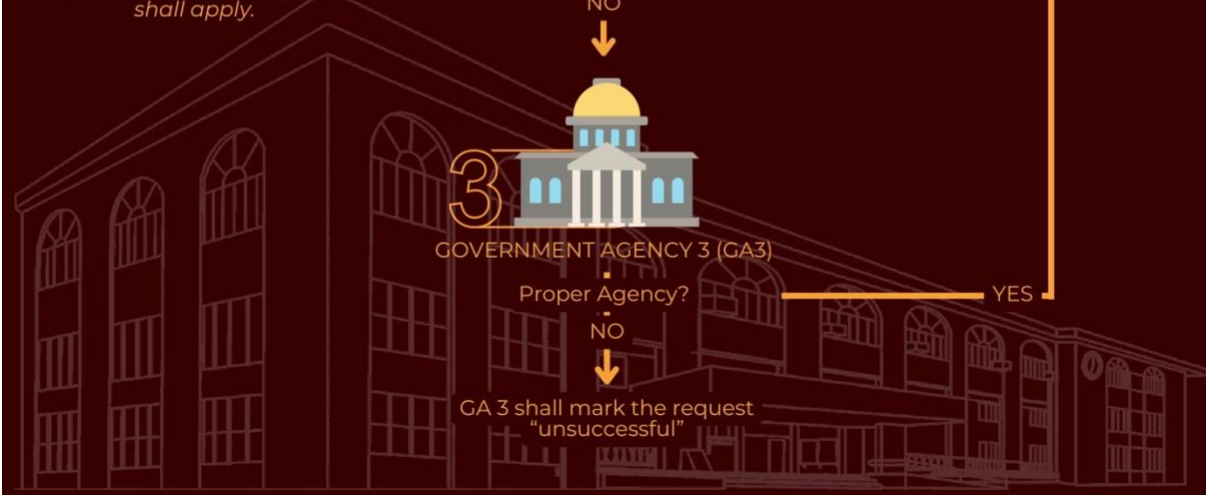 shall apply.
NO
3
GOVERNMENT AGENCY 3 (GA3)
Proper Agency?
YES
NO
GA 3 shall mark the request
“unsuccessful”